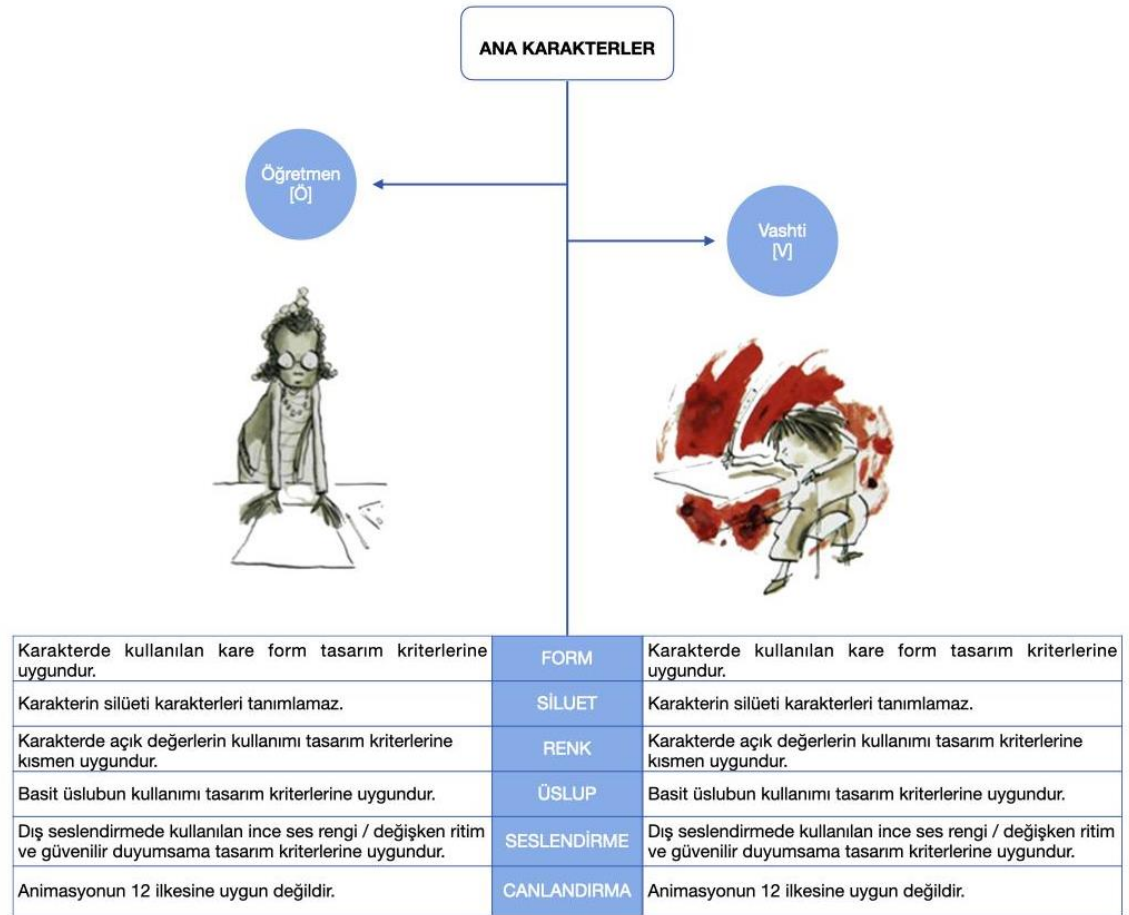 ANA KARAKTERLER
Öğretmen
[Ö]
Vashti
[V]
Karakterde kullanılan kare form tasarım kriterlerine
uygundur.
FORM
Karakterde kullanılan kare form tasarım kriterlerine
uygundur.
Karakterin silüeti karakterleri tanımlamaz.
SİLUET
Karakterin silüeti karakterleri tanımlamaz.
Karakterde açık değerlerin kullanımı tasarım kriterlerine
kısmen uygundur.
RENK
Karakterde açık değerlerin kullanımı tasarım kriterlerine
kısmen uygundur.
Basit üslubun kullanımı tasarım kriterlerine uygundur.
ÜSLUP
Basit üslubun kullanımı tasarım kriterlerine uygundur.
Dış seslendirmede kullanılan ince ses rengi / değişken ritim
ve güvenilir duyumsama tasarım kriterlerine uygundur.
SESLENDİRME
Dış seslendirmede kullanılan ince ses rengi / değişken ritim
ve güvenilir duyumsama tasarım kriterlerine uygundur.
Animasyonun 12 ilkesine uygun değildir.
CANLANDIRMA
Animasyonun 12 ilkesine uygun değildir.